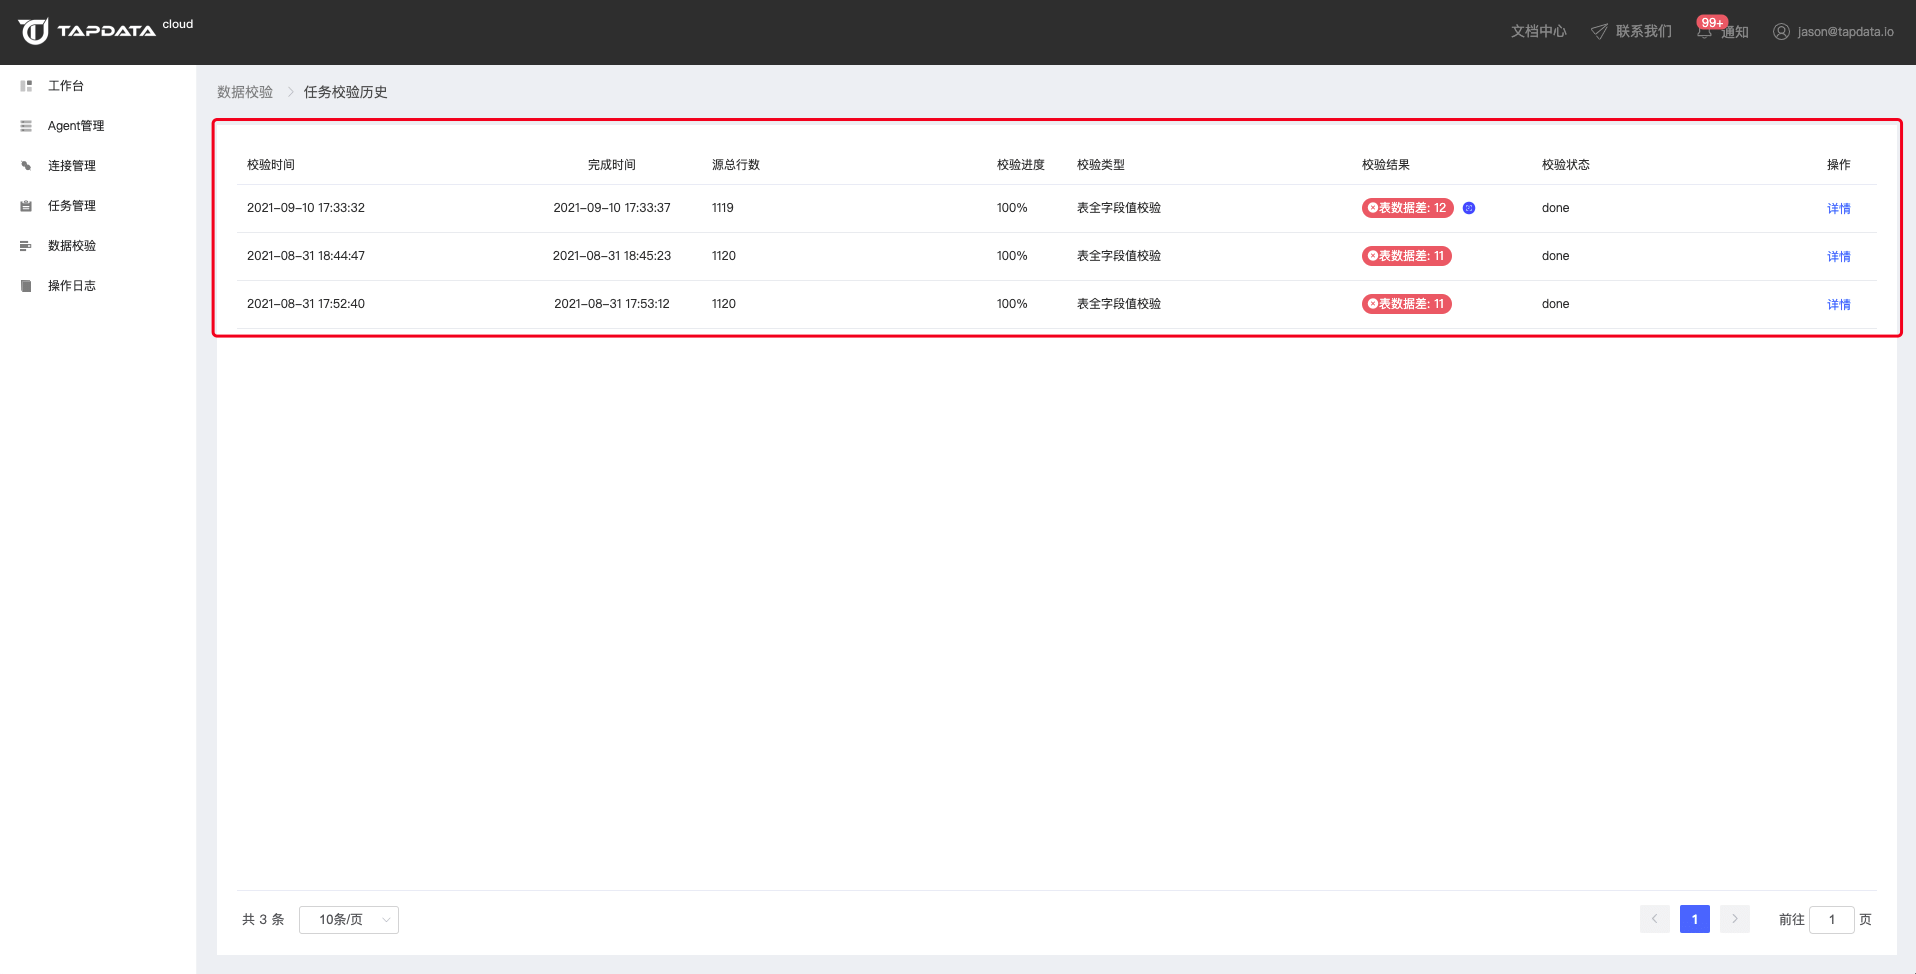 TAPDATA cloud
文档中心 联系我们 99+ 通知 jason@tapdata.io
工作台
Agent管理
连接管理
任务管理
数据校验
操作日志
数据校验 任务校验历史
校验时间 完成时间 源总行数 校验进度 校验类型 校验结果 校验状态 操作
2021-09-10 17:33:32 2021-09-10 17:33:37 1119 100% 表全字段值校验 表数据差: 12 done 详情
2021-08-31 18:44:47 2021-08-31 18:45:23 1120 100% 表全字段值校验 表数据差: 11 done 详情
2021-08-31 17:52:40 2021-08-31 17:53:12 1120 100% 表全字段值校验 表数据差: 11 done 详情
共 3 条 10条/页 1 前往 1 页